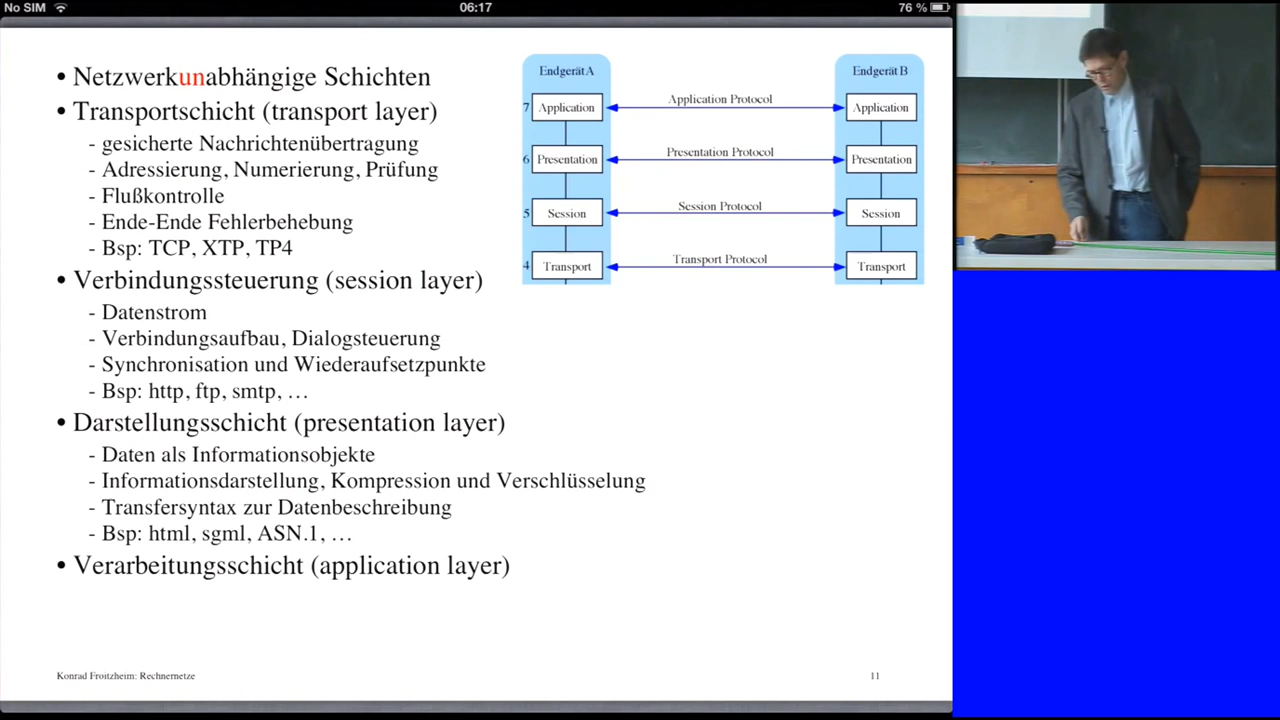 No SIM 06:17 76 %
• Netzwerkunabhängige Schichten
• Transportschicht (transport layer)
- gesicherte Nachrichtenübertragung
- Adressierung, Numerierung, Prüfung
- Flußkontrolle
- Ende-Ende Fehlerbehebung
- Bsp: TCP, XTP, TP4
• Verbindungssteuerung (session layer)
- Datenstrom
- Verbindungsaufbau, Dialogsteuerung
- Synchronisation und Wiederaufsetzpunkte
- Bsp: http, ftp, smtp, …
• Darstellungsschicht (presentation layer)
- Daten als Informationsobjekte
- Informationsdarstellung, Kompression und Verschlüsselung
- Transfersyntax zur Datenbeschreibung
- Bsp: html, sgml, ASN.1, …
• Verarbeitungsschicht (application layer)
Endgerät A Endgerät B
7 Application Application Protocol Application
6 Presentation Presentation Protocol Presentation
5 Session Session Protocol Session
4 Transport Transport Protocol Transport
Konrad Froitzheim: Rechnernetze 11